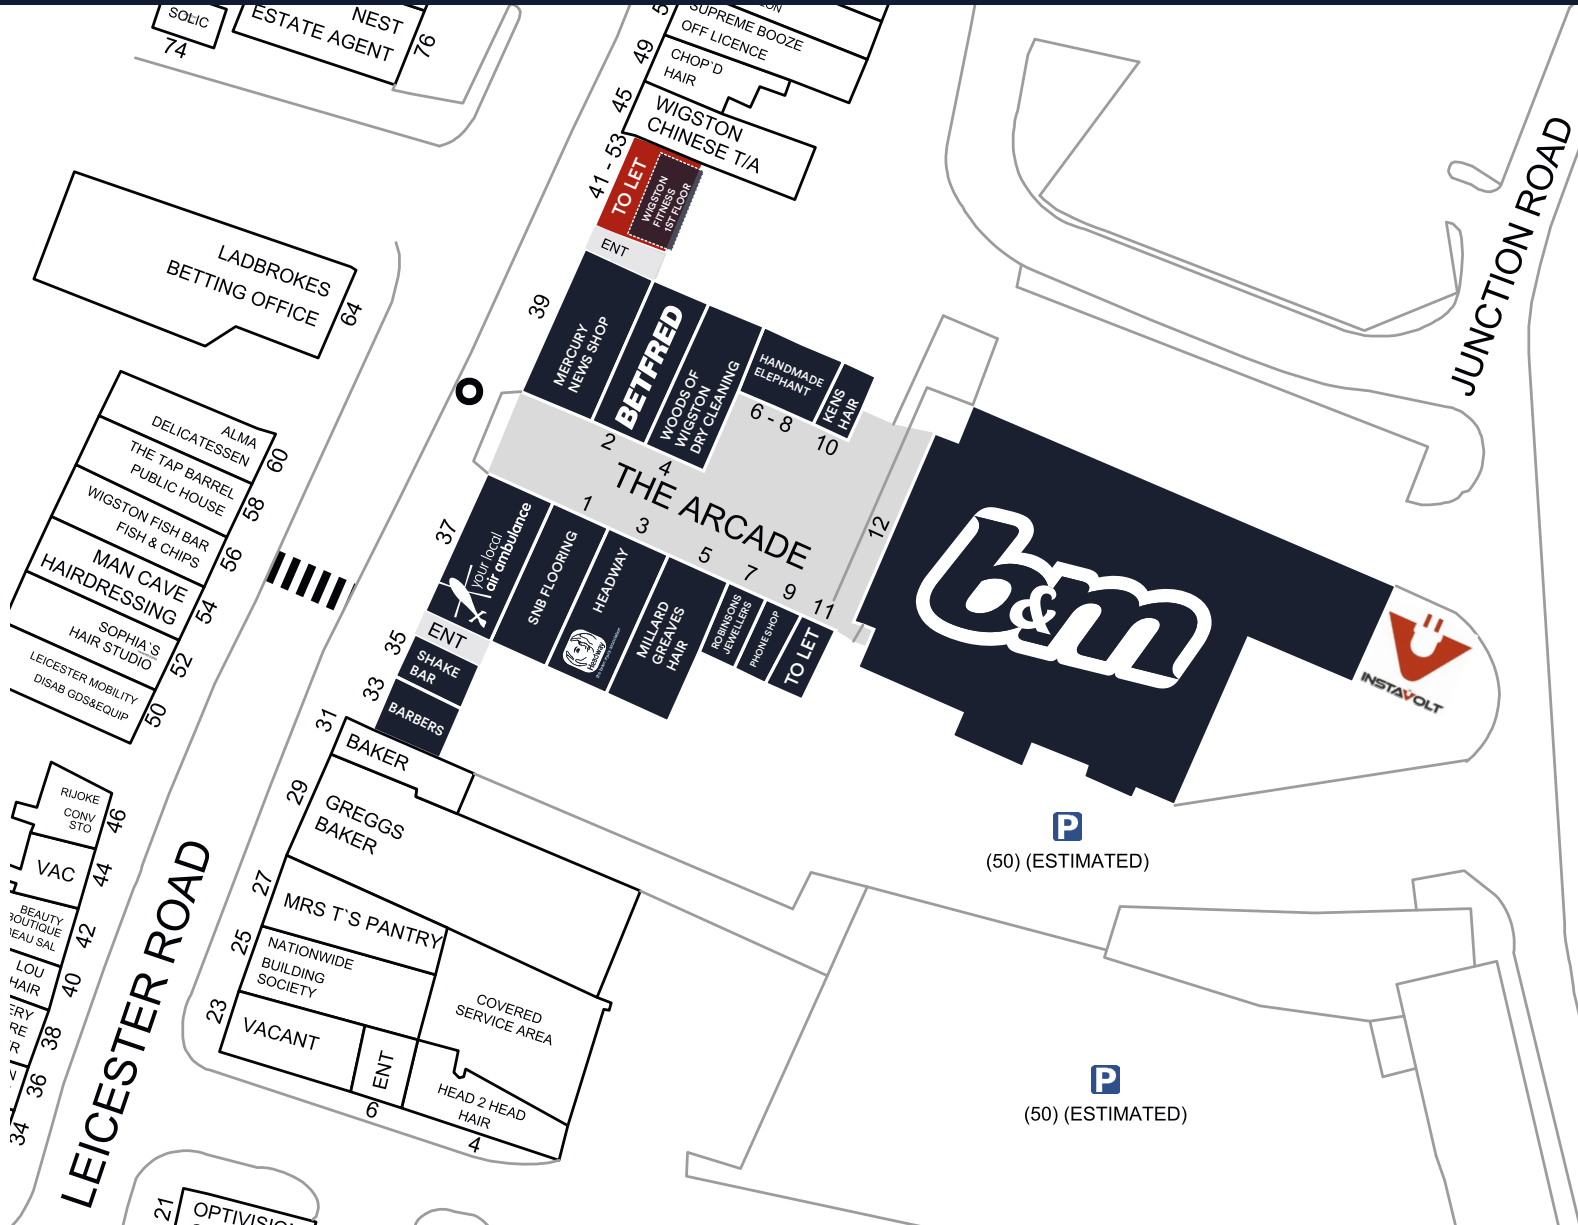 SOLIC
74
NEST
ESTATE AGENT
76
SUPREME BOOZE
OFF LICENCE
49
CHOP`D
HAIR
45
WIGSTON
CHINESE T/A
41 - 53
TO LET
WIGSTON
FITNESS
1ST FLOOR
ENT
JUNCTION ROAD
LADBROKES
BETTING OFFICE
64
39
MERCURY
NEWS SHOP
BETFRED
WOODS OF
WIGSTON
DRY CLEANING
HANDMADE
ELEPHANT
KENS
HAIR
2
4
6 - 8
10
THE ARCADE
12
1
3
5
7
9
11
b&m
INSTAVOLT
37
your local
air ambulance
SNB FLOORING
HEADWAY
Headway
MILLARD
GREAVES
HAIR
ROBINSONS
JEWELLERS
PHONE SHOP
TO LET
ENT
35
SHAKE
BAR
33
BARBERS
31
BAKER
29
GREGGS
BAKER
27
MRS T`S PANTRY
25
NATIONWIDE
BUILDING
SOCIETY
23
VACANT
ENT
COVERED
SERVICE AREA
HEAD 2 HEAD
HAIR
6
4
ALMA
DELICATESSEN
60
THE TAP BARREL
PUBLIC HOUSE
58
WIGSTON FISH BAR
FISH & CHIPS
56
MAN CAVE
HAIRDRESSING
54
SOPHIA`S
HAIR STUDIO
52
LEICESTER MOBILITY
DISAB GDS&EQUIP
50
RIJOKE
CONV
STO
46
VAC
44
BEAUTY
BOUTIQUE
BEAU SAL
42
LOU
HAIR
40
ERY
RE
38
36
34
LEICESTER ROAD
21
OPTIVISI
P
(50) (ESTIMATED)
P
(50) (ESTIMATED)